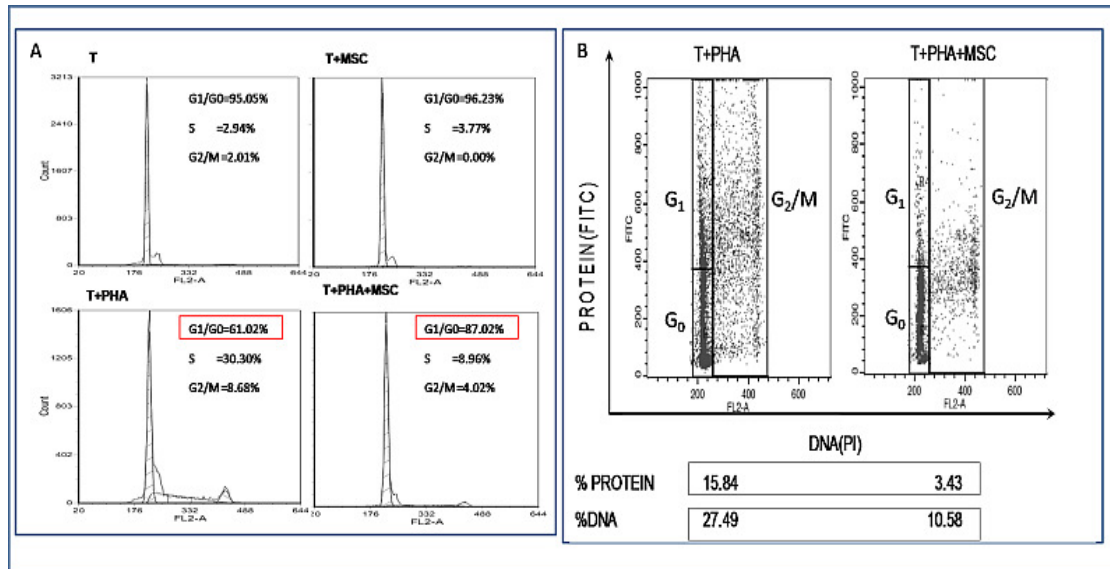 A
T
T+MSC
3213
2410
1607
803
0
Count
G1/G0=95.05%
S =2.94%
G2/M=2.01%
20 176 332 488 644
FL2-A
G1/G0=96.23%
S =3.77%
G2/M=0.00%
20 176 332 488 644
FL2-A
T+PHA
T+PHA+MSC
1606
1205
803
402
0
Count
G1/G0=61.02%
S =30.30%
G2/M=8.68%
20 176 332 488 644
FL2-A
G1/G0=87.02%
S =8.96%
G2/M=4.02%
20 176 332 488 644
FL2-A
B
T+PHA
T+PHA+MSC
PROTEIN(FITC)
1000
800
600
400
200
0
FITC
G1
G0
G2/M
200 400 600
FL2-A
1000
800
600
400
200
0
FITC
G1
G0
R5
G2/M
200 400 600
FL2-A
DNA(PI)
% PROTEIN 15.84 3.43
%DNA 27.49 10.58